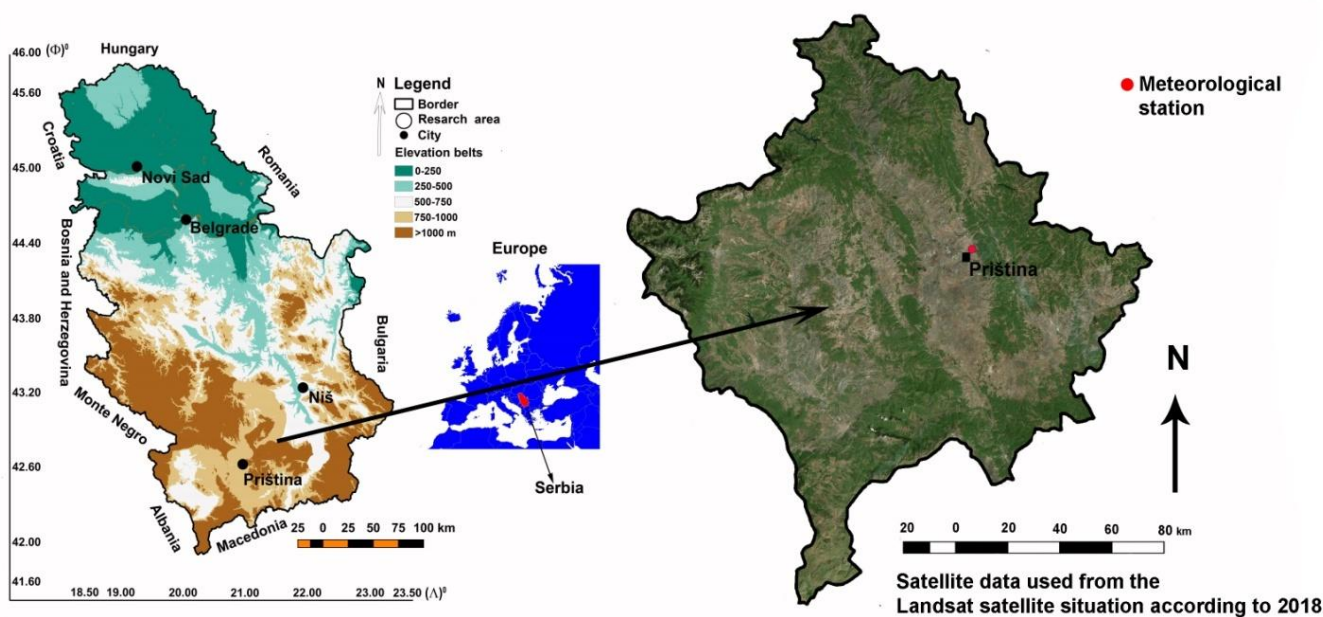 Hungary
46.00 (Φ)⁰
45.60
45.00
44.40
43.80
43.20
42.60
42.00
41.60
18.50 19.00 20.00 21.00 22.00 23.00 23.50 (Λ)⁰
Croatia
Romania
Bosnia and Herzegovina
Bulgaria
Monte Negro
Albania
Macedonia
Novi Sad
Belgrade
Niš
Priština
N
Legend
Border
Resarch area
City
Elevation belts
0-250
250-500
500-750
750-1000
>1000 m
25 0 25 50 75 100 km
Europe
Serbia
Meteorological
station
Priština
N
20 0 20 40 60 80 km
Satellite data used from the
Landsat satellite situation according to 2018